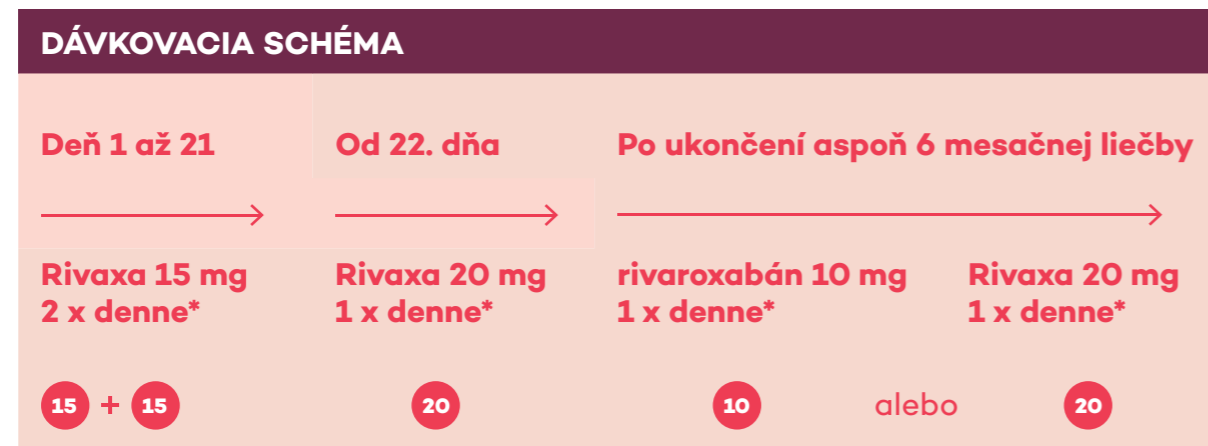 DÁVKOVACIA SCHÉMA
Deň 1 až 21
Rivaxa 15 mg
2 x denne*
15 + 15
Od 22. dňa
Rivaxa 20 mg
1 x denne*
20
Po ukončení aspoň 6 mesačnej liečby
rivaroxabán 10 mg
1 x denne*
10
alebo
Rivaxa 20 mg
1 x denne*
20